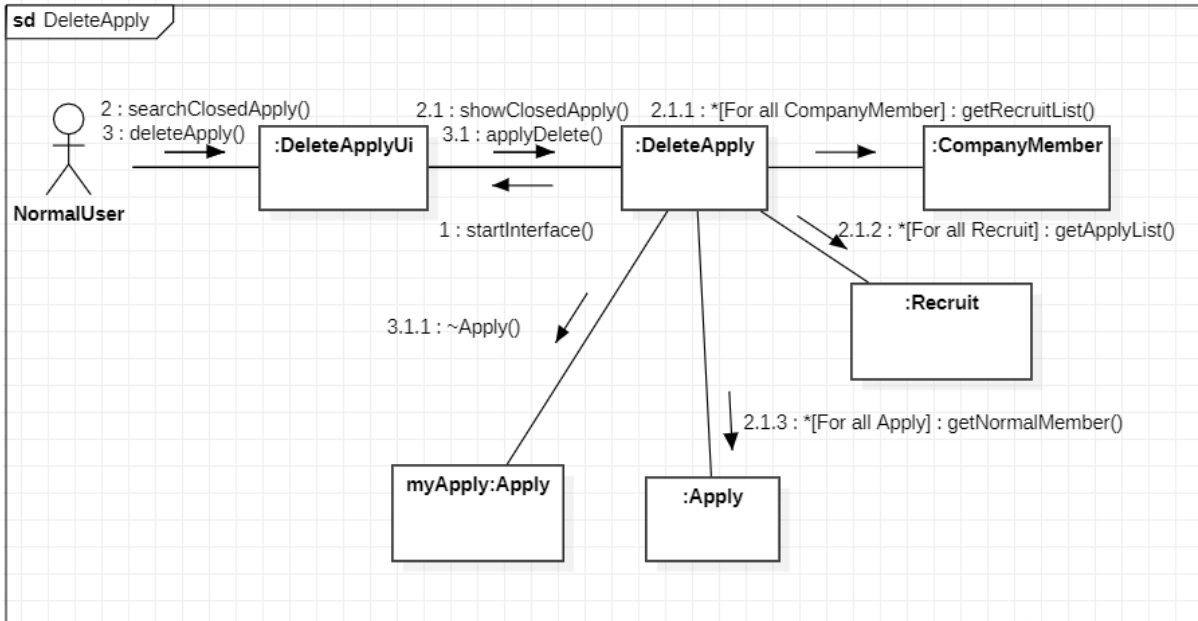 sd DeleteApply
2 : searchClosedApply()
3 : deleteApply()
2.1 : showClosedApply()
3.1 : applyDelete()
2.1.1 : *[For all CompanyMember] : getRecruitList()
:DeleteApplyUi
:DeleteApply
:CompanyMember
NormalUser
1 : startInterface()
2.1.2 : *[For all Recruit] : getApplyList()
:Recruit
3.1.1 : ~Apply()
2.1.3 : *[For all Apply] : getNormalMember()
myApply:Apply
:Apply